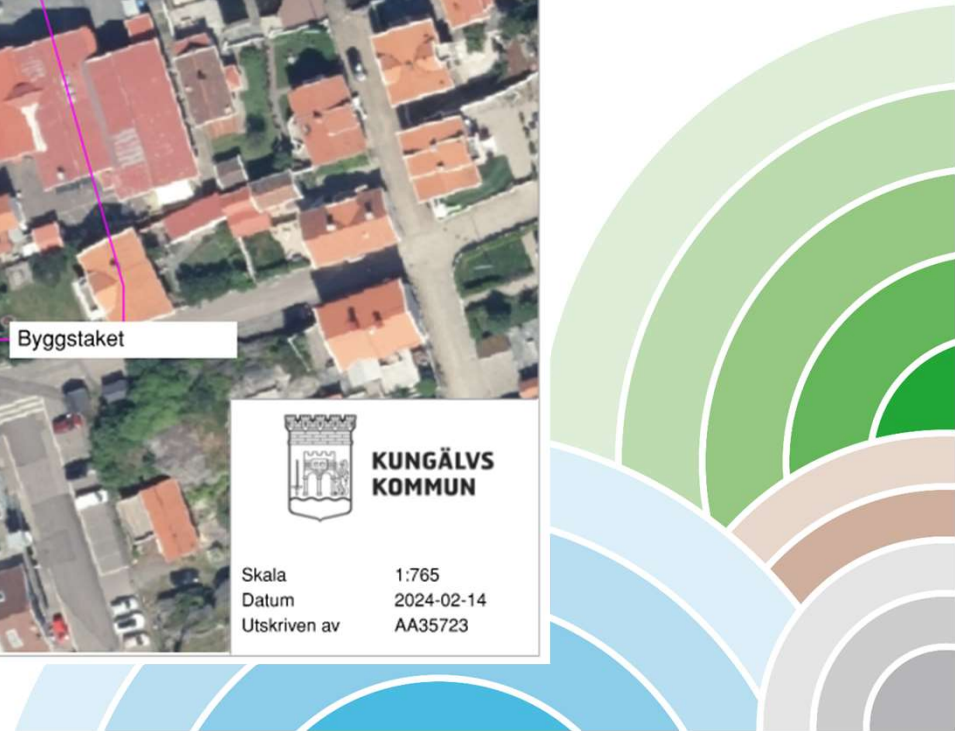 Byggstaket
KUNGÄLVS
KOMMUN
Skala 1:765
Datum 2024-02-14
Utskriven av AA35723